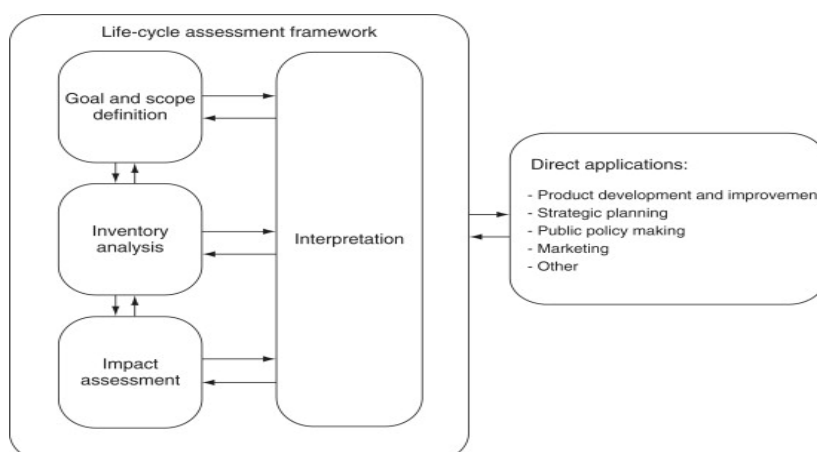 Life-cycle assessment framework
Goal and scope
definition
Inventory
analysis
Impact
assessment
Interpretation
Direct applications:
- Product development and improvemen
- Strategic planning
- Public policy making
- Marketing
- Other